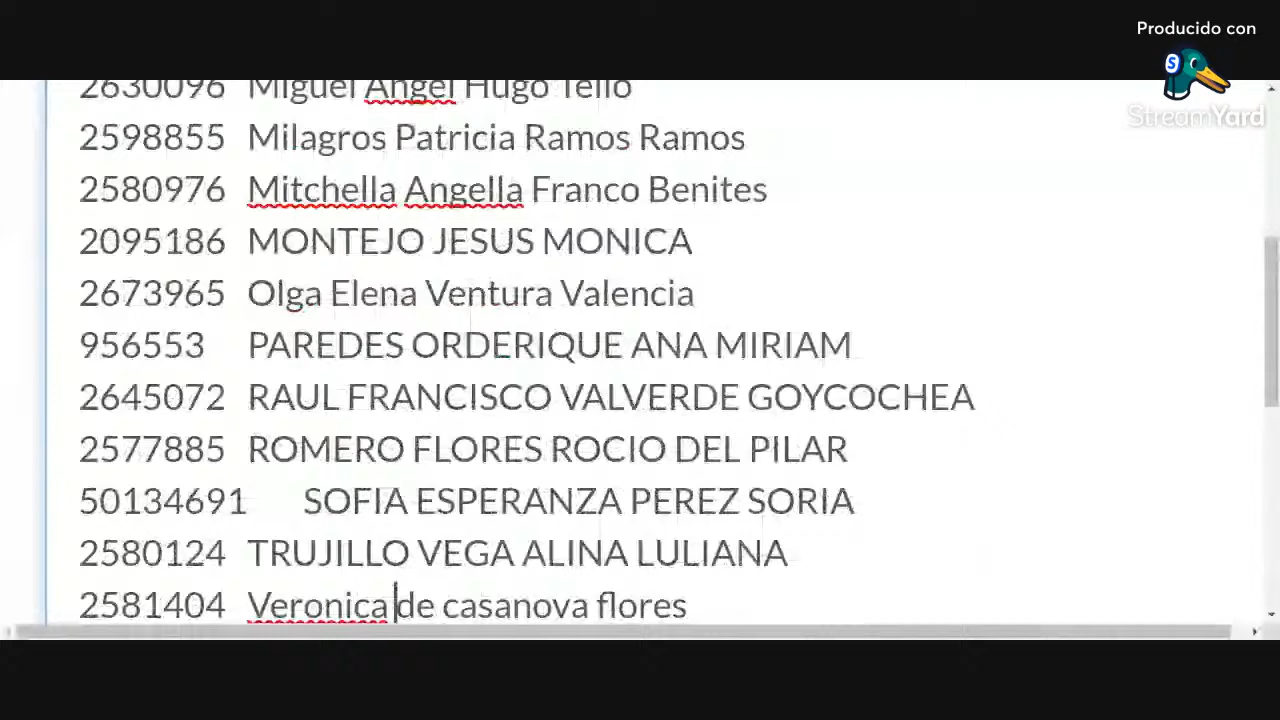 Producido con
StreamYard
2630096 Miguel Angel Hugo Tello
2598855 Milagros Patricia Ramos Ramos
2580976 Mitchella Angella Franco Benites
2095186 MONTEJO JESUS MONICA
2673965 Olga Elena Ventura Valencia
956553 PAREDES ORDERIQUE ANA MIRIAM
2645072 RAUL FRANCISCO VALVERDE GOYCOCHEA
2577885 ROMERO FLORES ROCIO DEL PILAR
50134691 SOFIA ESPERANZA PEREZ SORIA
2580124 TRUJILLO VEGA ALINA LULIANA
2581404 Veronica de casanova flores